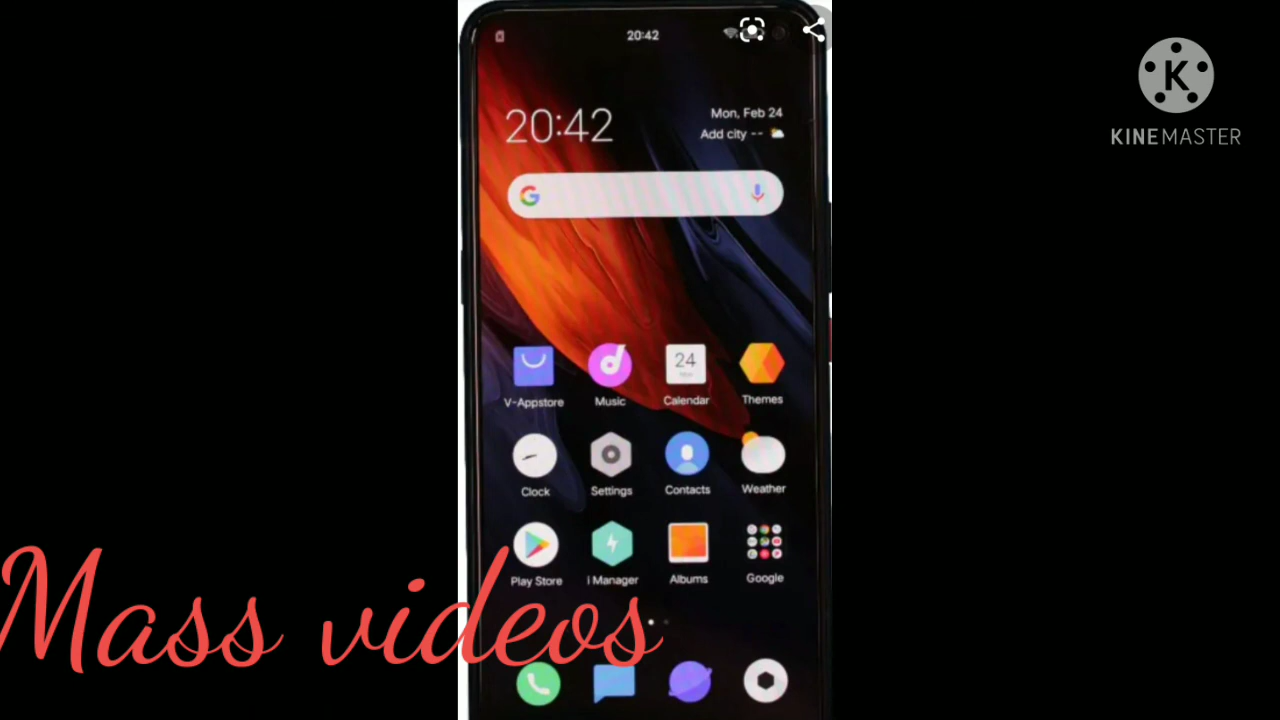 20:42
20:42
Mon, Feb 24
Add city --
KINEMASTER
24
V-Appstore Music Calendar Themes
Clock Settings Contacts Weather
Play Store i Manager Albums Google
Mass videos